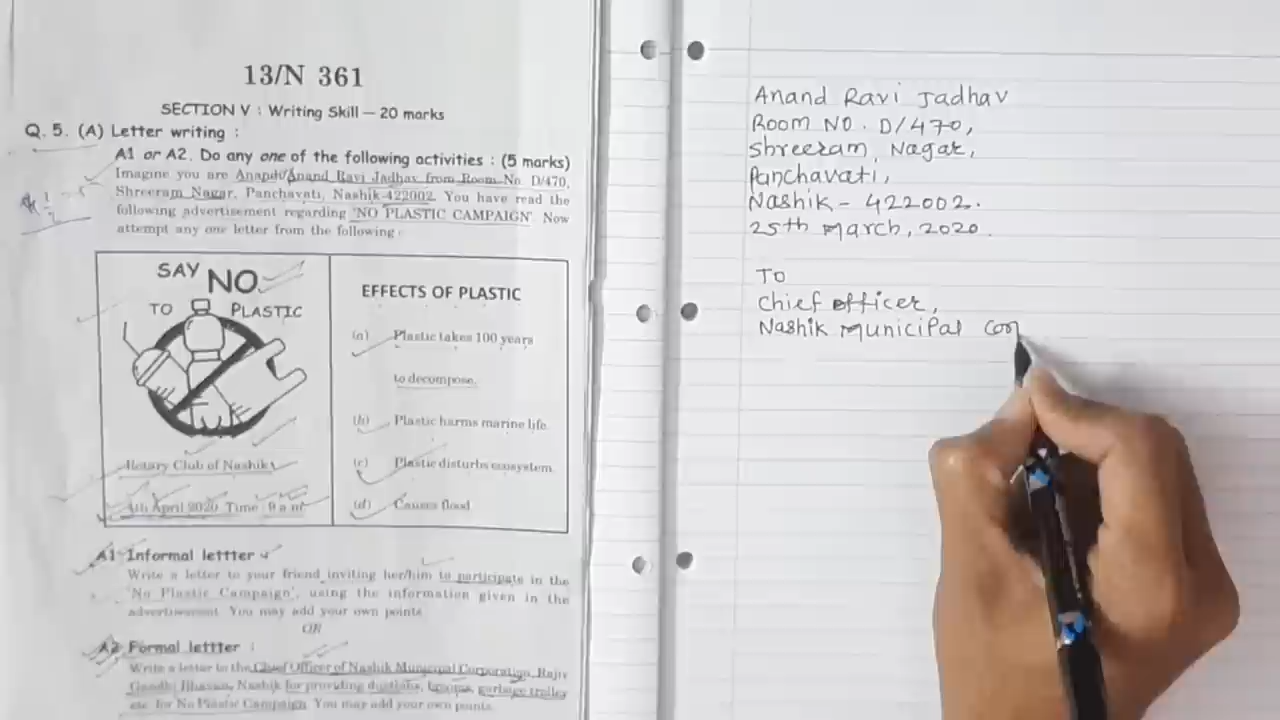 13/N 361
SECTION V : Writing Skill – 20 marks
Q. 5. (A) Letter writing :
A1 or A2. Do any one of the following activities : (5 marks)
Imagine you are Anandi/Anand Ravi Jadhav from Room No. D/470,
Shreeram Nagar, Panchavati, Nashik-422002. You have read the
following advertisement regarding 'NO PLASTIC CAMPAIGN'. Now
attempt any one letter from the following :
SAY NO
TO PLASTIC
Rotary Club of Nashik
4th April 2020 Time : 9 a.m.
EFFECTS OF PLASTIC
(a) Plastic takes 100 years
to decompose.
(b) Plastic harms marine life.
(c) Plastic disturbs ecosystem.
(d) Causes flood
A1 Informal lettter
Write a letter to your friend inviting her/him to participate in the
'No Plastic Campaign', using the information given in the
advertisement. You may add your own points.
OR
A2 Formal lettter :
Write a letter to the Chief Officer of Nashik Municipal Corporation, Rajiv
Gandhi Bhavan, Nashik for providing dustbins, brooms, garbage trolley
etc. for No Plastic Campaign. You may add your own points.
Anand Ravi Jadhav
Room No. D/470,
Shreeram Nagar,
Panchavati,
Nashik - 422002.
25th March, 2020.
To
Chief officer,
Nashik Municipal Cor